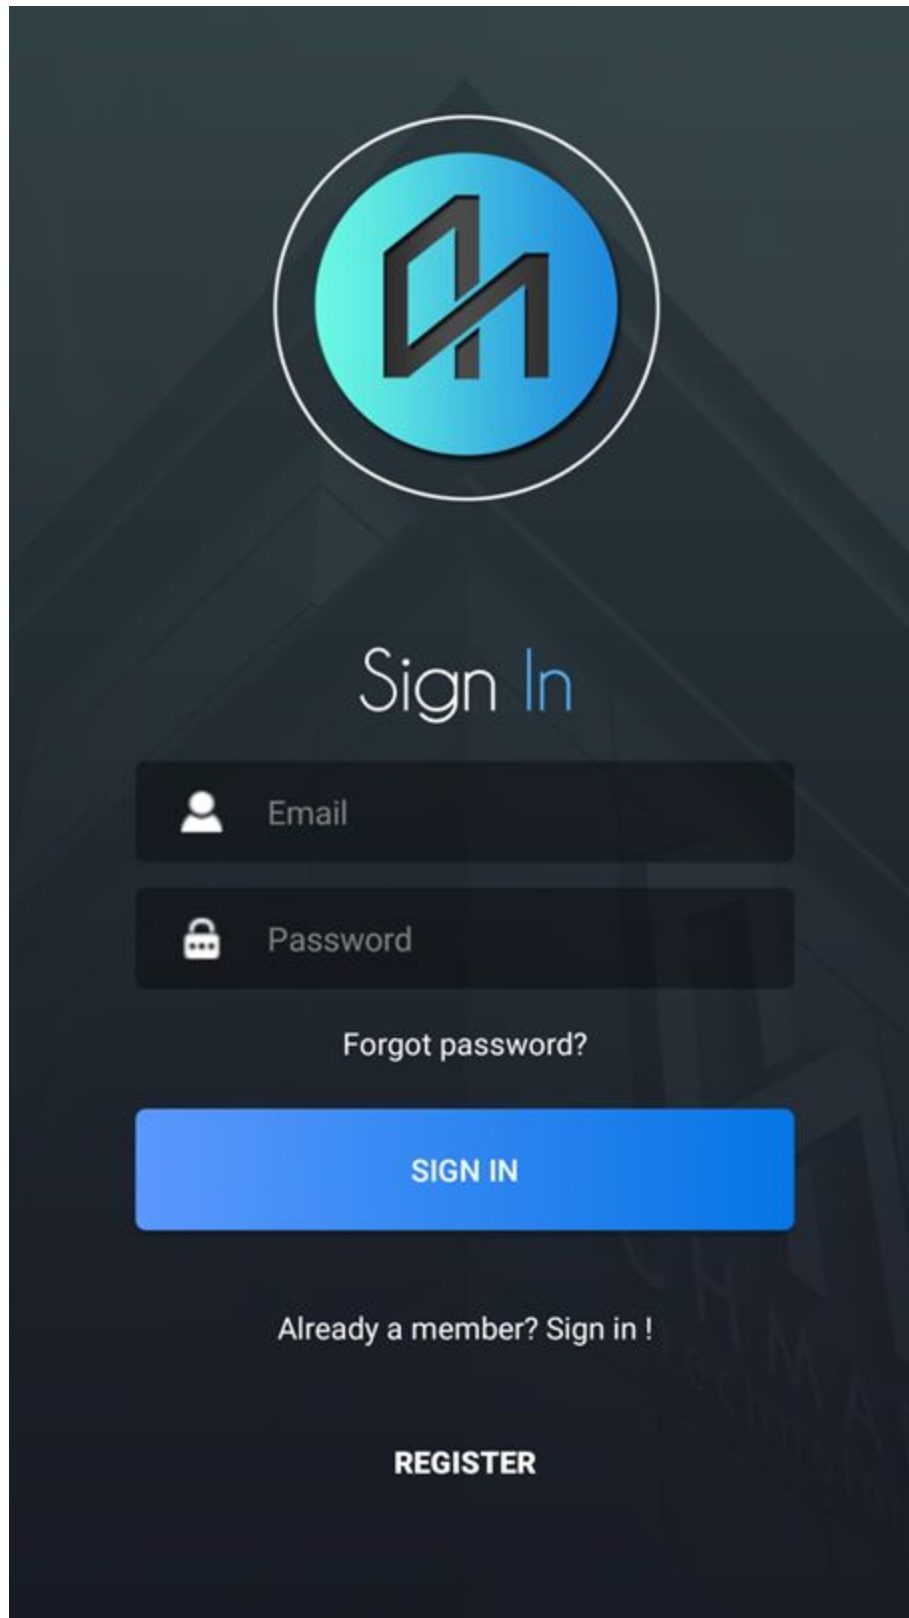 Sign In
Email
Password
Forgot password?
SIGN IN
Already a member? Sign in !
REGISTER